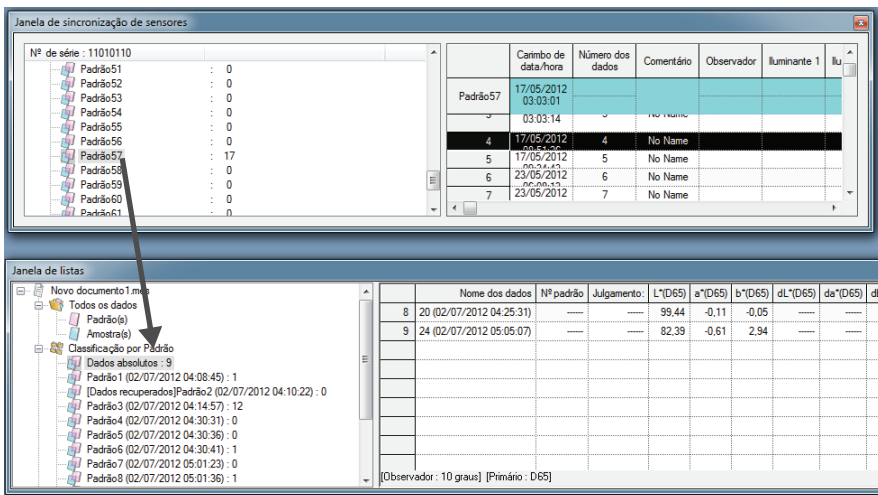 Janela de sincronização de sensores
Nº de série : 11010110
Padrão51 : 0
Padrão52 : 0
Padrão53 : 0
Padrão54 : 0
Padrão55 : 0
Padrão56 : 0
Padrão57 : 17
Padrão58 : 0
Padrão59 : 0
Padrão60 : 0
Padrão61 : 0
Carimbo de data/hora Número dos dados Comentário Observador Iluminante 1 Ilu
Padrão57 17/05/2012 03:03:01
03:03:14
4 17/05/2012 4 No Name
5 17/05/2012 5 No Name
6 23/05/2012 6 No Name
7 23/05/2012 7 No Name
Janela de listas
Novo documento1.mes
Todos os dados
Padrão(s)
Amostra(s)
Classificação por Padrão
Dados absolutos : 9
Padrão1 (02/07/2012 04:08:45) : 1
[Dados recuperados]Padrão2 (02/07/2012 04:10:22) : 0
Padrão3 (02/07/2012 04:14:57) : 12
Padrão4 (02/07/2012 04:30:31) : 0
Padrão5 (02/07/2012 04:30:36) : 0
Padrão6 (02/07/2012 04:30:41) : 1
Padrão7 (02/07/2012 05:01:23) : 0
Padrão8 (02/07/2012 05:01:36) : 1
Nome dos dados Nº padrão Julgamento: L*(D65) a*(D65) b*(D65) dL*(D65) da*(D65)
8 20 (02/07/2012 04:25:31) ------ ------ 99,44 -0,11 -0,05 ------ ------
9 24 (02/07/2012 05:05:07) ------ ------ 82,39 -0,61 2,94 ------ ------
[Observador : 10 graus] [Primário : D65]